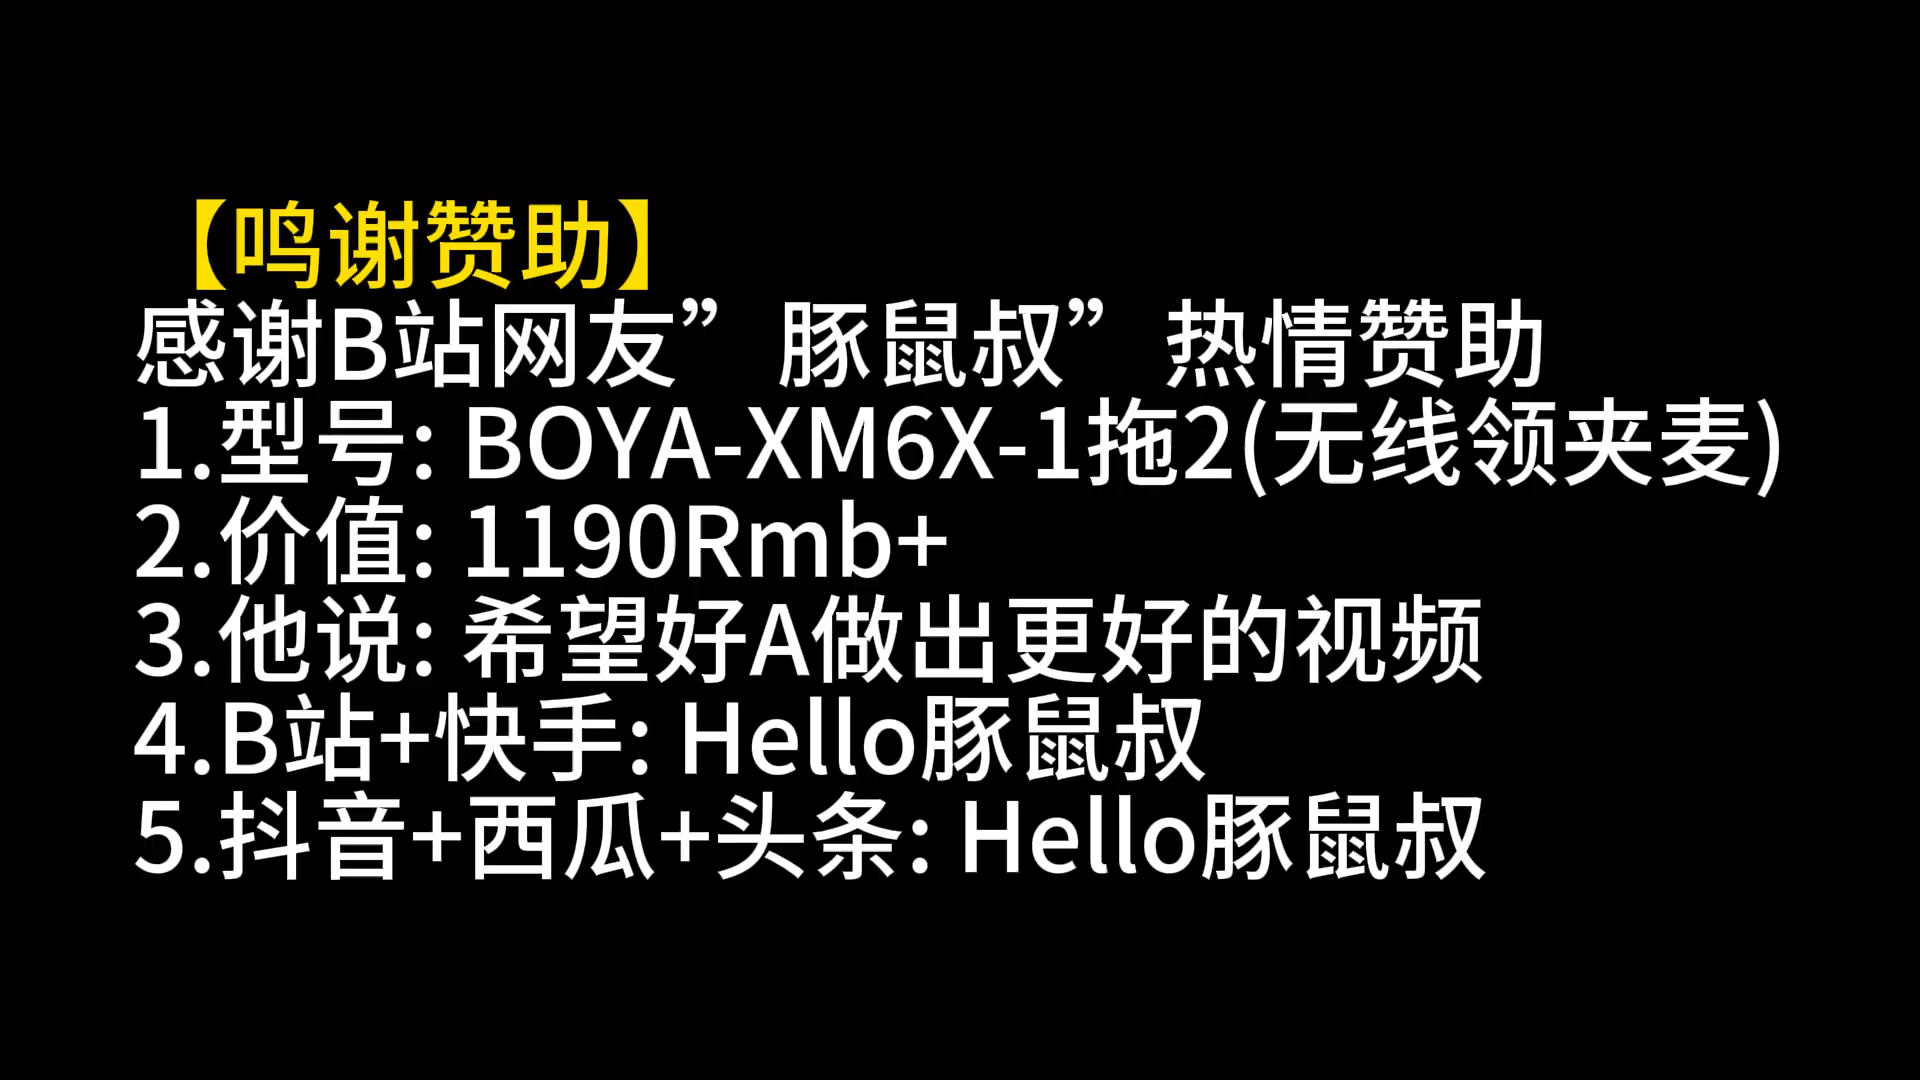 【鸣谢赞助】
感谢B站网友”豚鼠叔”热情赞助
1.型号: BOYA-XM6X-1拖2(无线领夹麦)
2.价值: 1190Rmb+
3.他说: 希望好A做出更好的视频
4.B站+快手: Hello豚鼠叔
5.抖音+西瓜+头条: Hello豚鼠叔